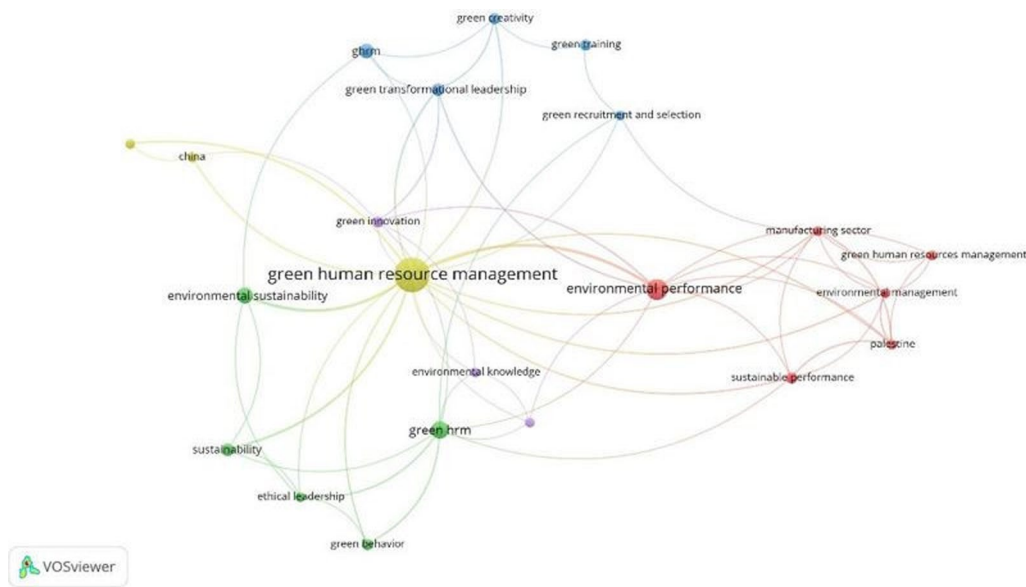 green creativity
green training
ghrm
green transformational leadership
green recruitment and selection
china
green innovation
manufacturing sector
green human resources management
green human resource management
environmental sustainability
environmental performance
environmental management
palestine
environmental knowledge
sustainable performance
green hrm
sustainability
ethical leadership
green behavior
VOSviewer